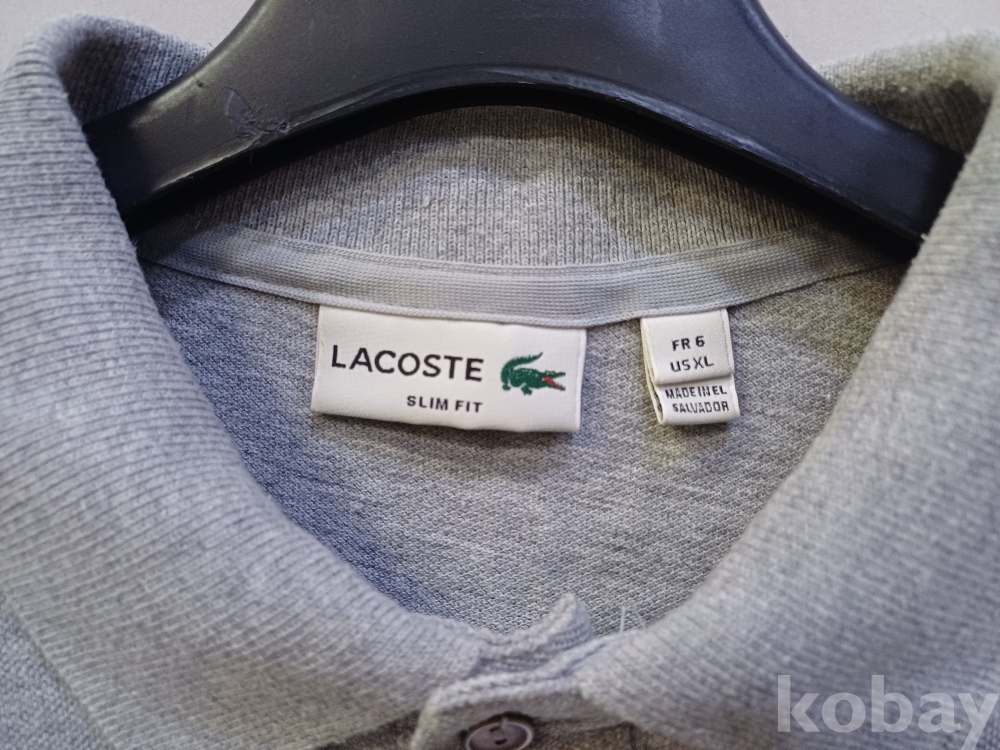 LACOSTE
SLIM FIT
FR 6
US XL
MADE IN EL
SALVADOR
kobay